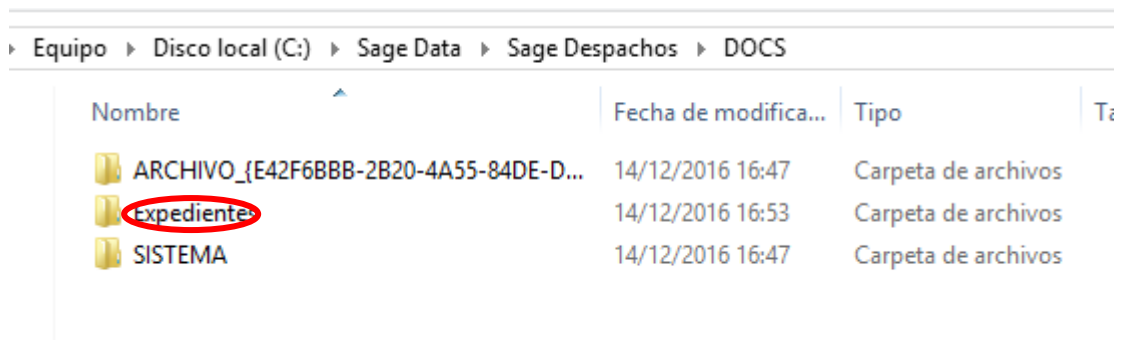 Equipo ▸ Disco local (C:) ▸ Sage Data ▸ Sage Despachos ▸ DOCS
Nombre Fecha de modifica... Tipo Ta
ARCHIVO_{E42F6BBB-2B20-4A55-84DE-D... 14/12/2016 16:47 Carpeta de archivos
Expedientes 14/12/2016 16:53 Carpeta de archivos
SISTEMA 14/12/2016 16:47 Carpeta de archivos